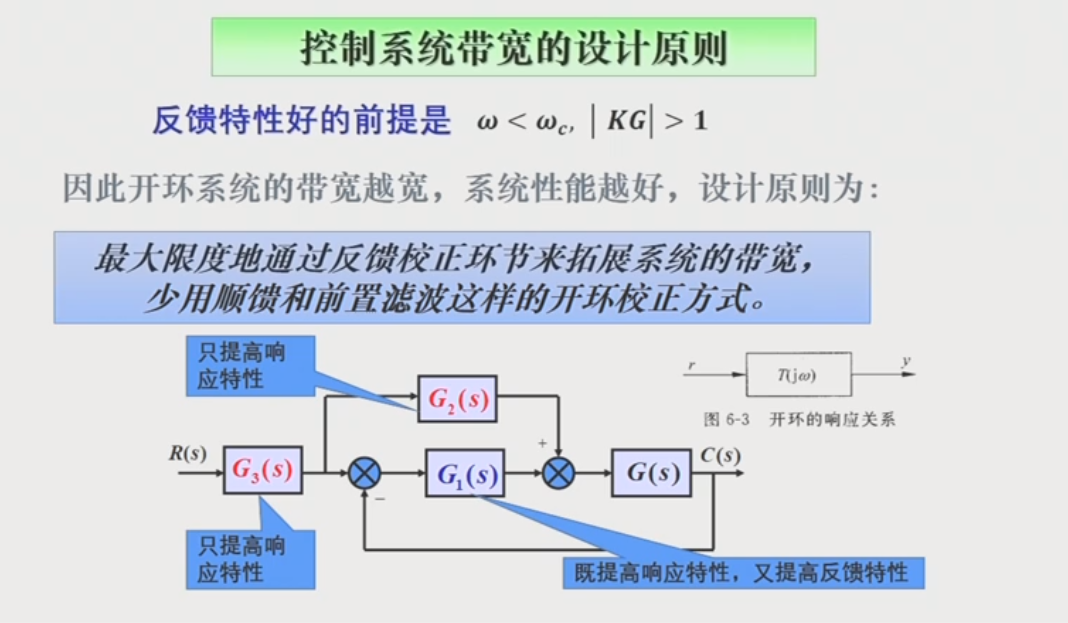 控制系统带宽的设计原则
反馈特性好的前提是 ω < ω_c, | KG| > 1
因此开环系统的带宽越宽，系统性能越好，设计原则为：
最大限度地通过反馈校正环节来拓展系统的带宽，
少用顺馈和前置滤波这样的开环校正方式。
只提高响
应特性
r
T(jω)
y
图 6-3 开环的响应关系
G₂(s)
+
R(s)
G₃(s)
−
G₁(s)
G(s)
C(s)
只提高响
应特性
既提高响应特性，又提高反馈特性